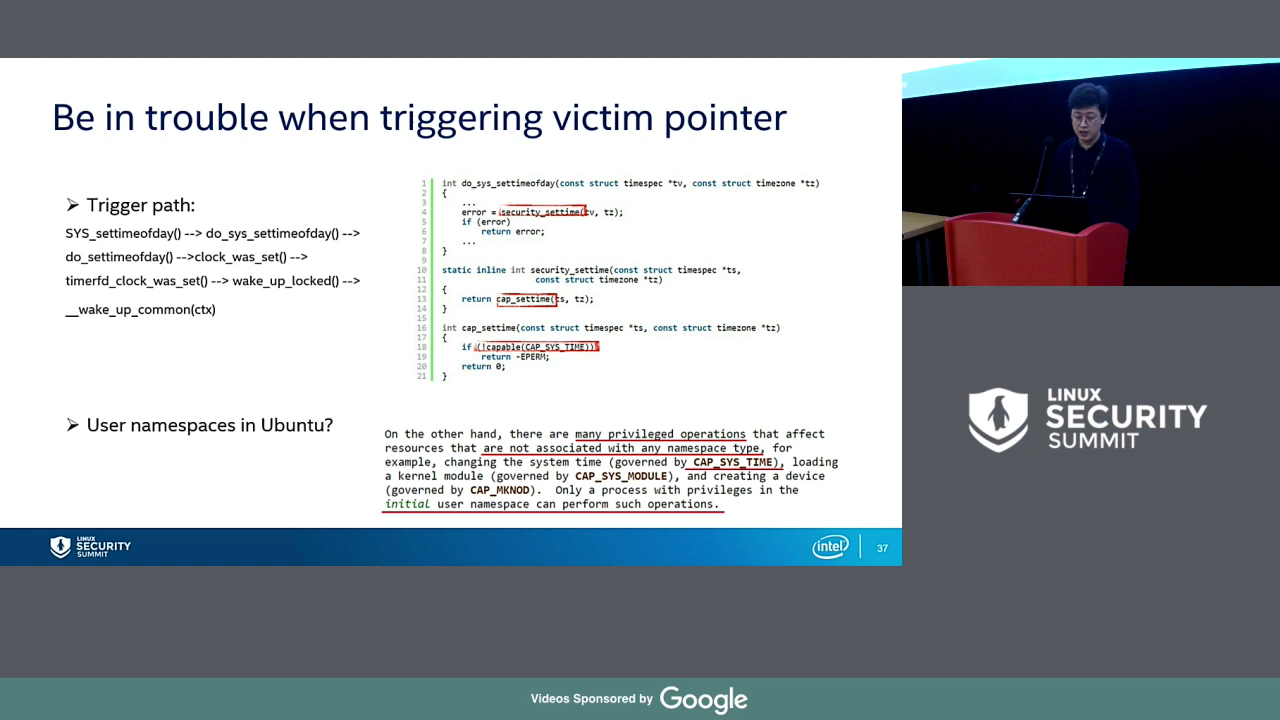 Be in trouble when triggering victim pointer
➢ Trigger path:
SYS_settimeofday() --> do_sys_settimeofday() -->
do_settimeofday() -->clock_was_set() -->
timerfd_clock_was_set() --> wake_up_locked() -->
__wake_up_common(ctx)
1 int do_sys_settimeofday(const struct timespec *tv, const struct timezone *tz)
2 {
3 ...
4 error = security_settime(tv, tz);
5 if (error)
6 return error;
7 ...
8 }
9
10 static inline int security_settime(const struct timespec *ts,
11 const struct timezone *tz)
12 {
13 return cap_settime(ts, tz);
14 }
15
16 int cap_settime(const struct timespec *ts, const struct timezone *tz)
17 {
18 if (!capable(CAP_SYS_TIME))
19 return -EPERM;
20 return 0;
21 }
➢ User namespaces in Ubuntu?
On the other hand, there are many privileged operations that affect
resources that are not associated with any namespace type, for
example, changing the system time (governed by CAP_SYS_TIME), loading
a kernel module (governed by CAP_SYS_MODULE), and creating a device
(governed by CAP_MKNOD). Only a process with privileges in the
initial user namespace can perform such operations.
LINUX
SECURITY
SUMMIT
intel
37
LINUX
SECURITY
SUMMIT
Videos Sponsored by Google